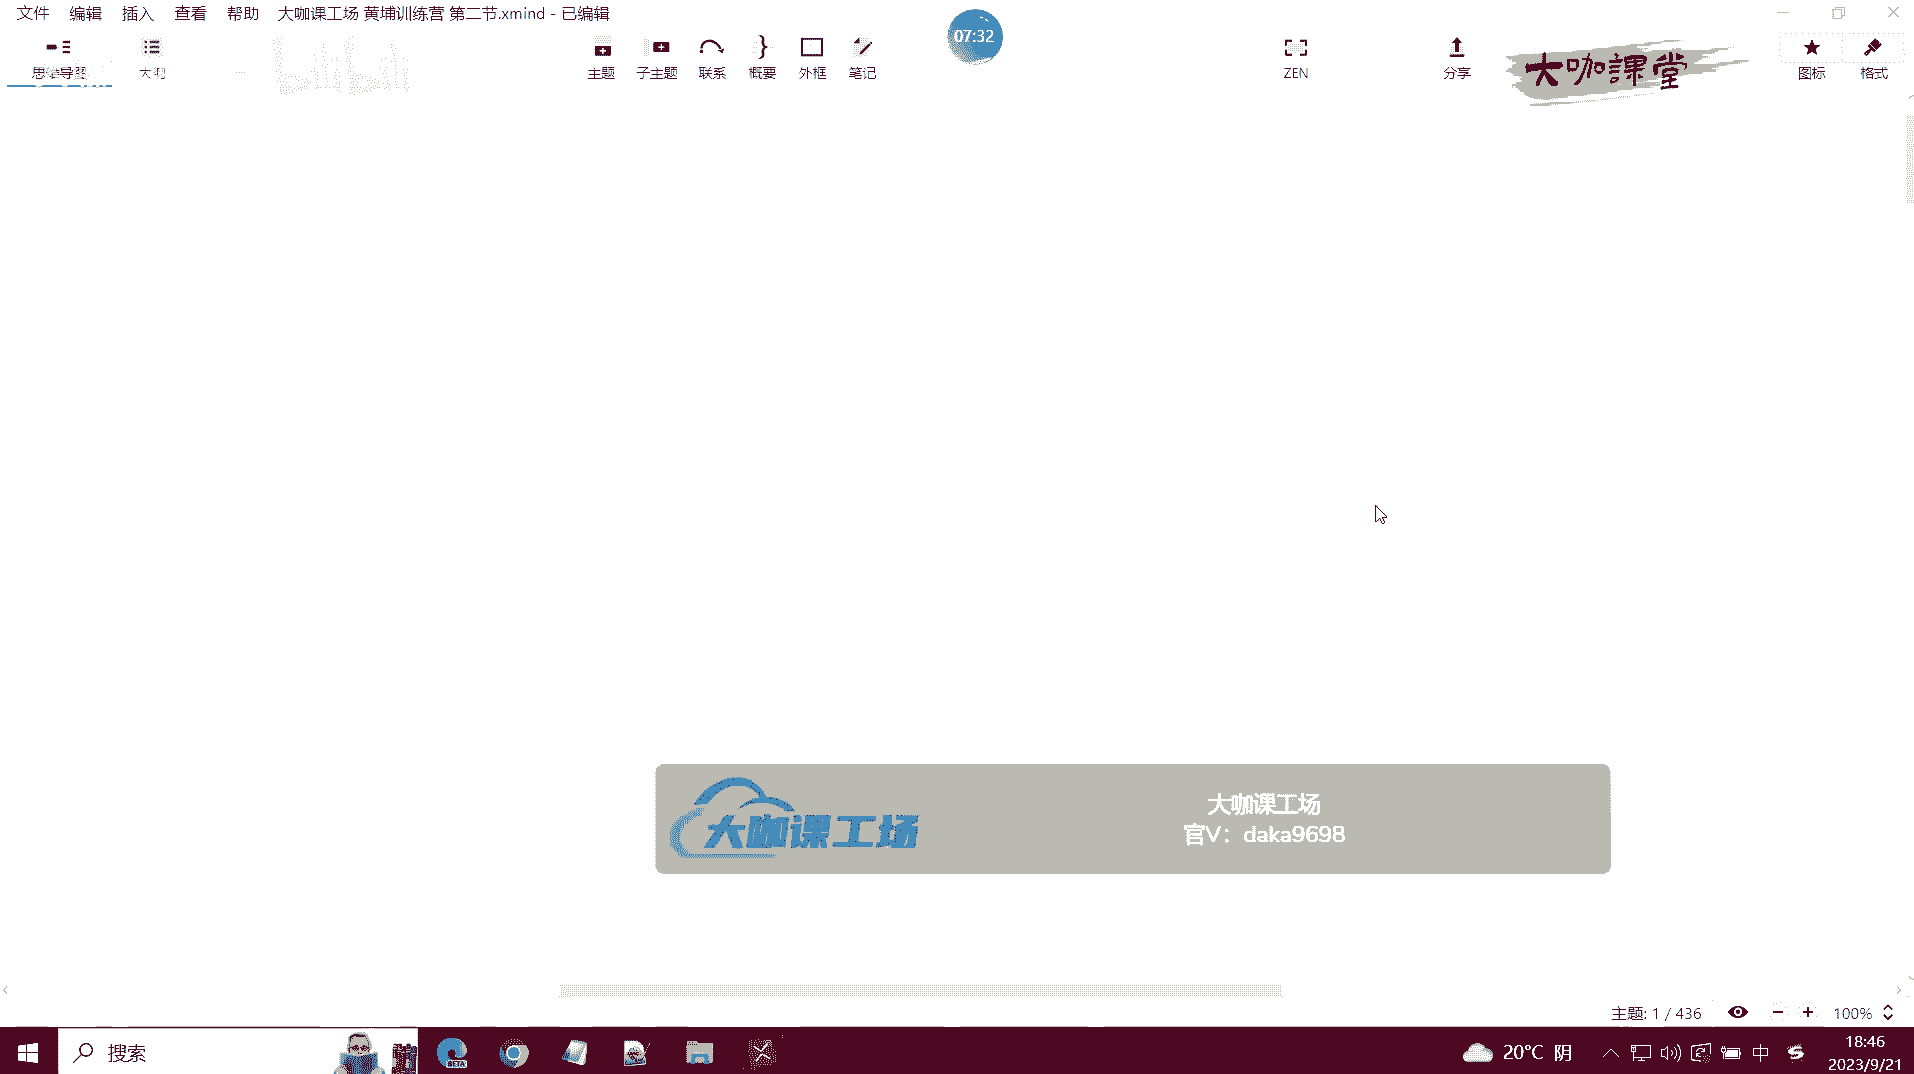 文件 编辑 插入 查看 帮助 大咖课工场 黄埔训练营 第二节.xmind - 已编辑
07:32
思维导图 大纲 主题 子主题 联系 概要 外框 笔记 ZEN 分享 图标 格式
bilibili
大咖課堂
大咖课工场
大咖课工场
官V：daka9698
主题: 1 / 436 100%
搜索
BETA
20°C 阴
中
18:46
2023/9/21